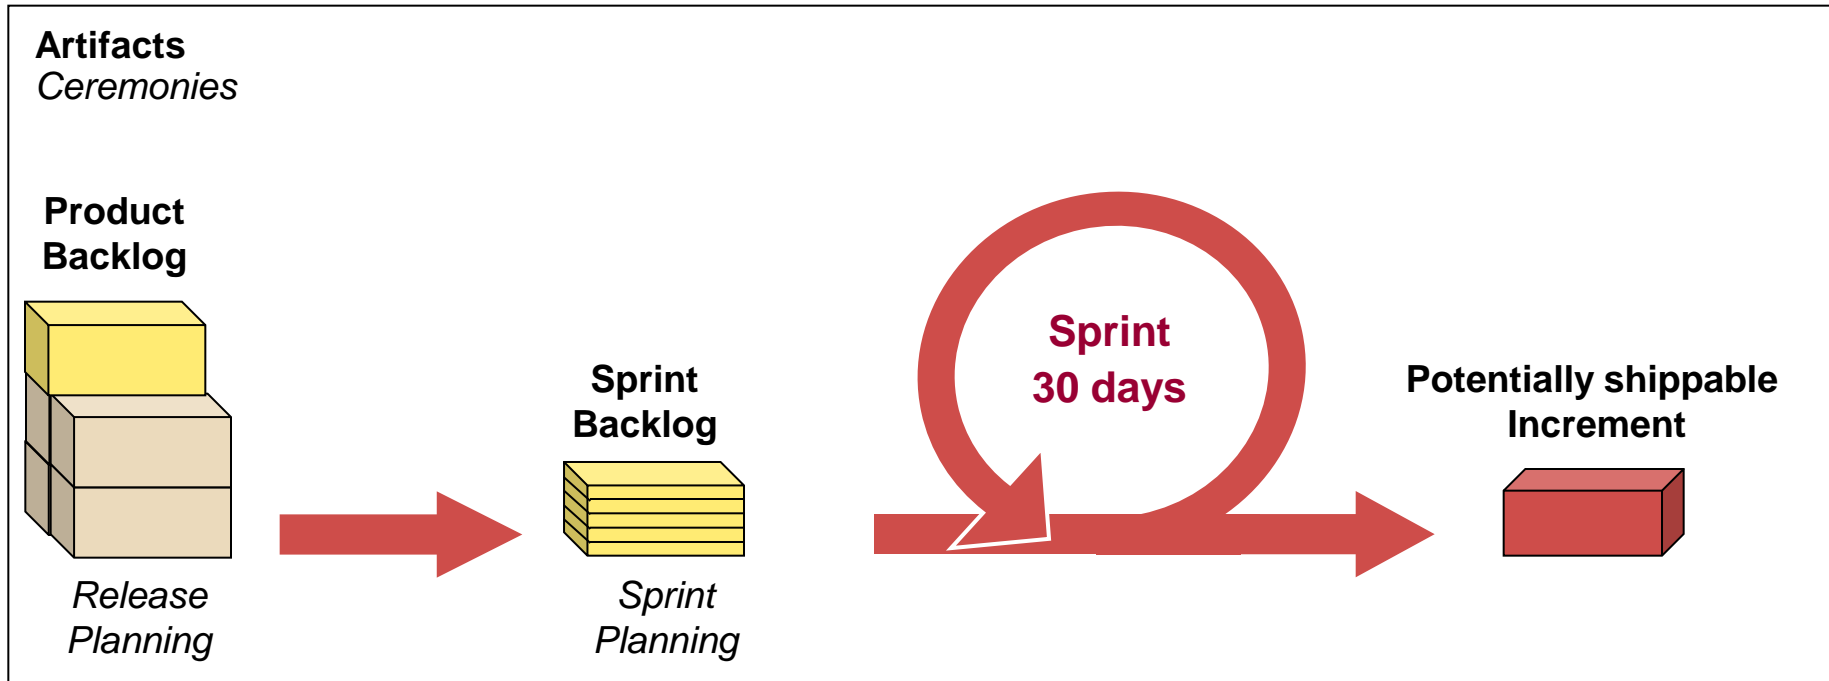 Artifacts
Ceremonies
Product
Backlog
Release
Planning
Sprint
Backlog
Sprint
Planning
Sprint
30 days
Potentially shippable
Increment